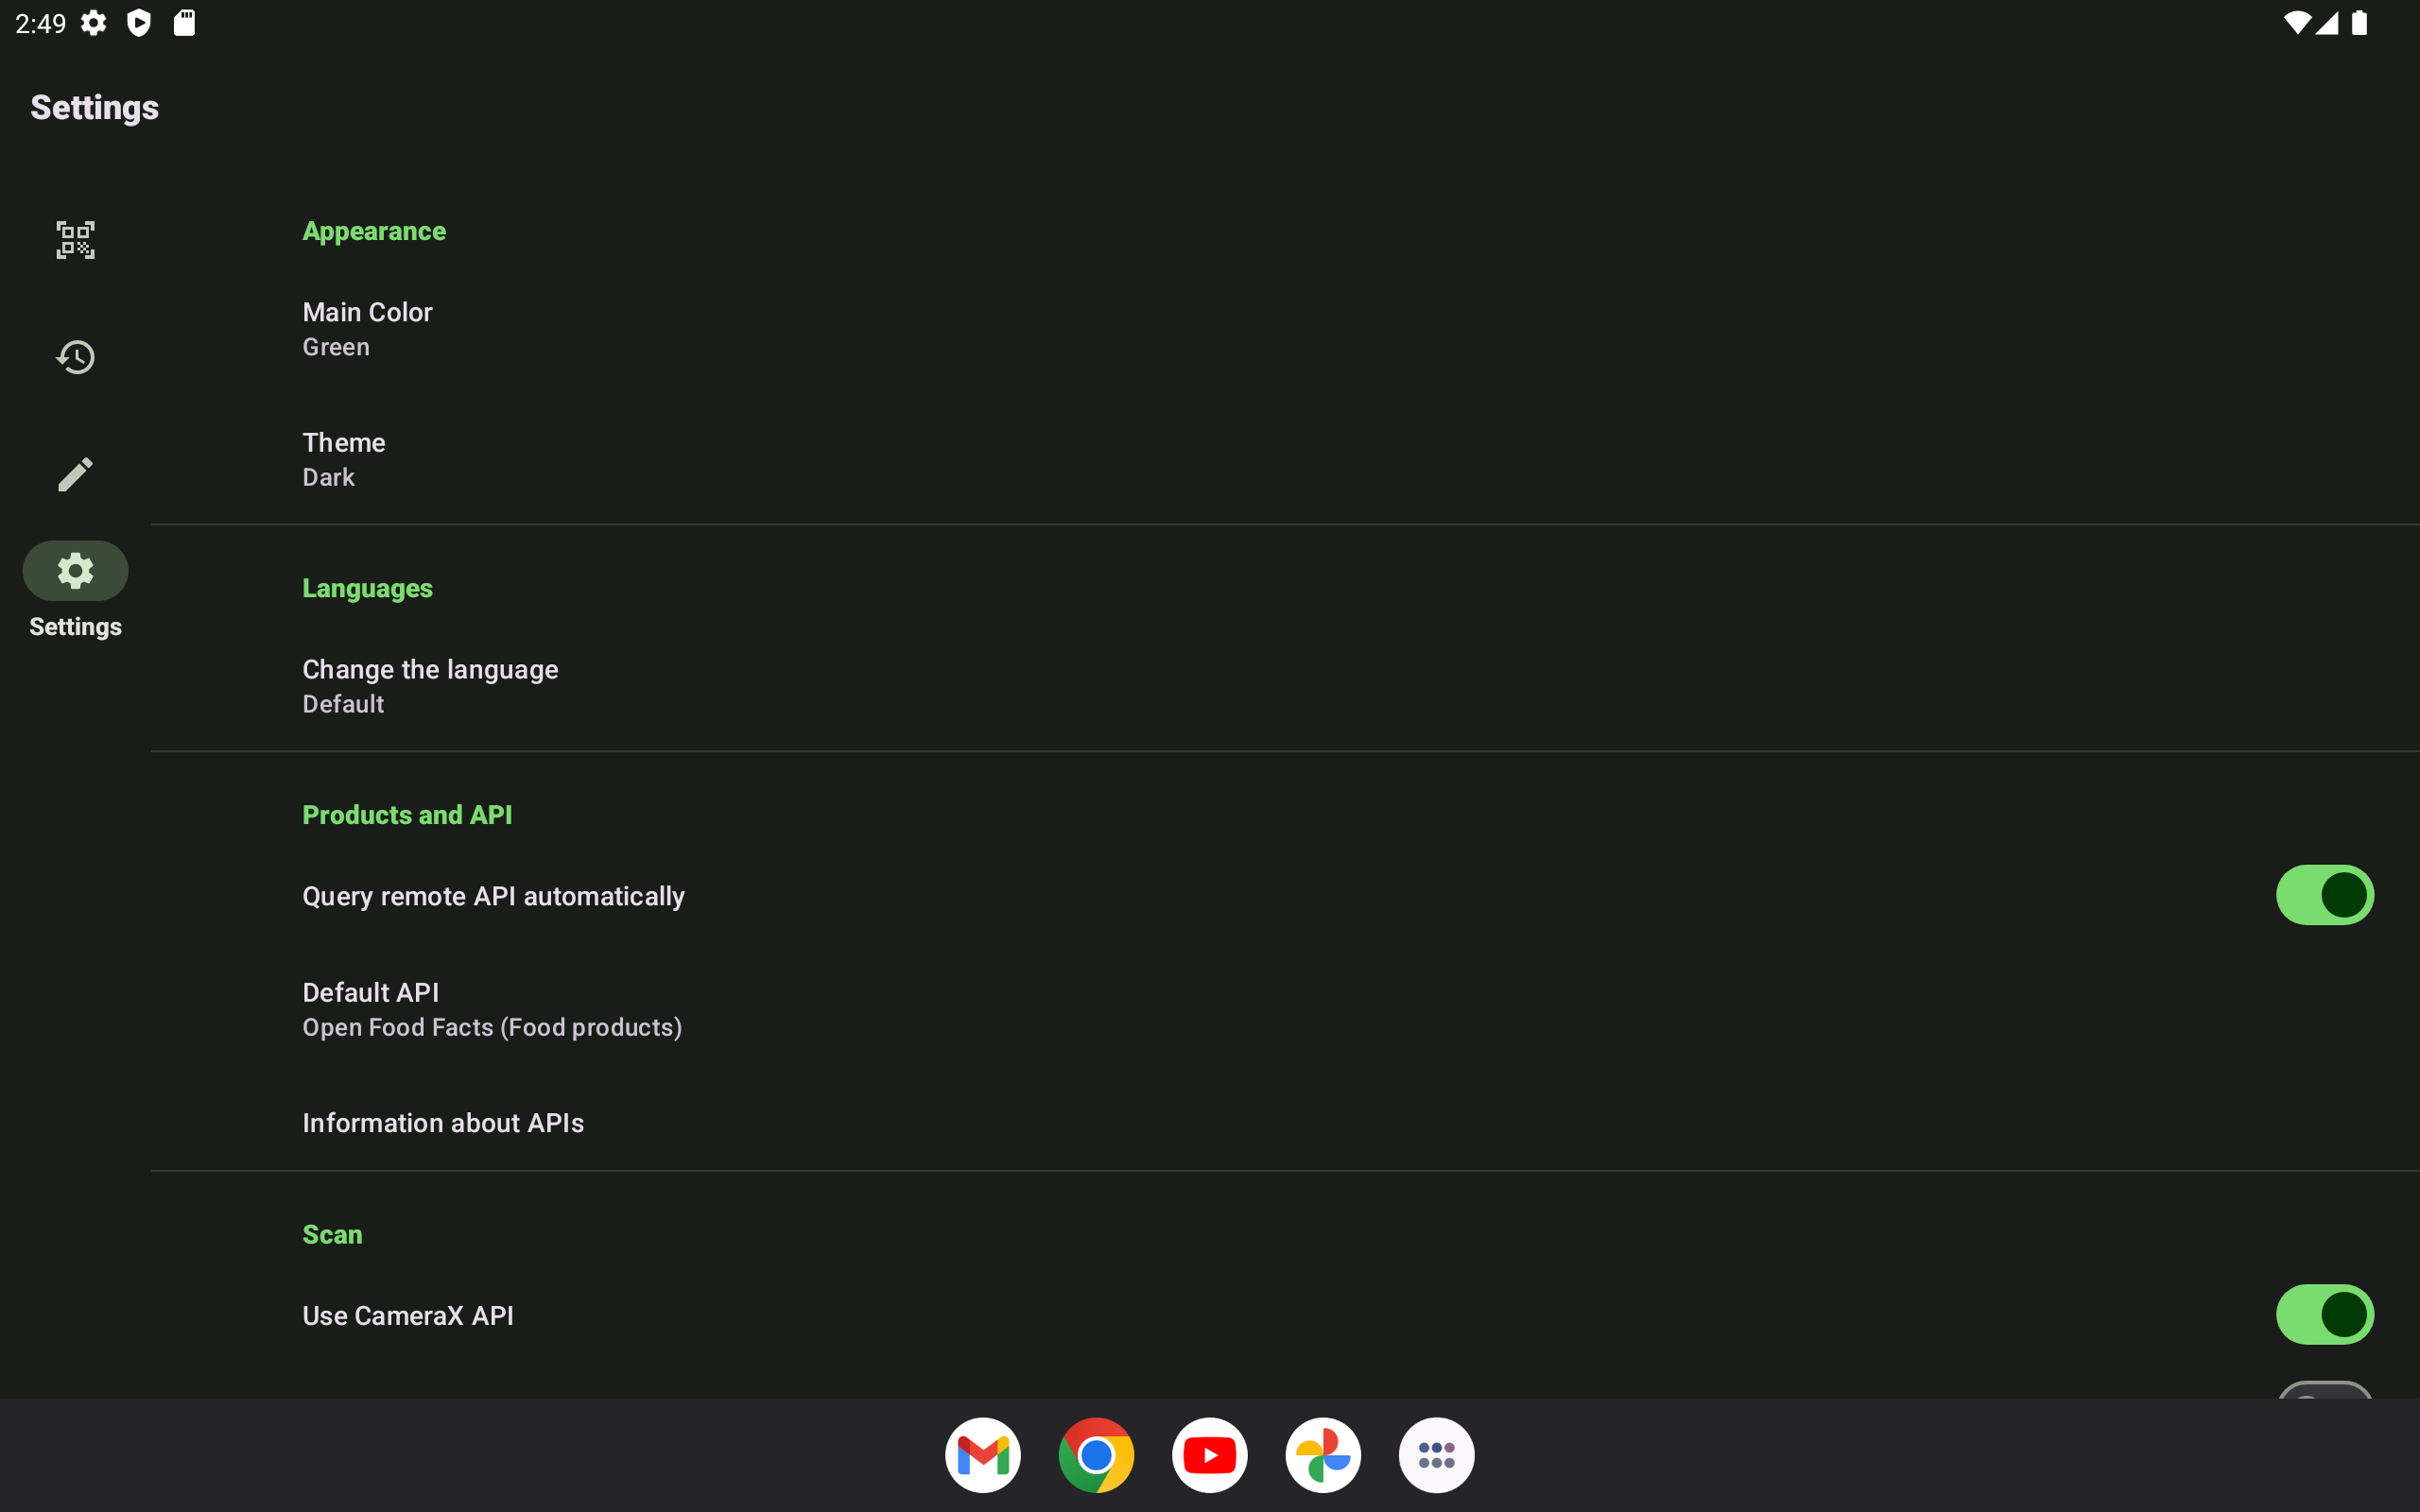 2:49
Settings
Appearance
Main Color
Green
Theme
Dark
Settings
Languages
Change the language
Default
Products and API
Query remote API automatically
Default API
Open Food Facts (Food products)
Information about APIs
Scan
Use CameraX API